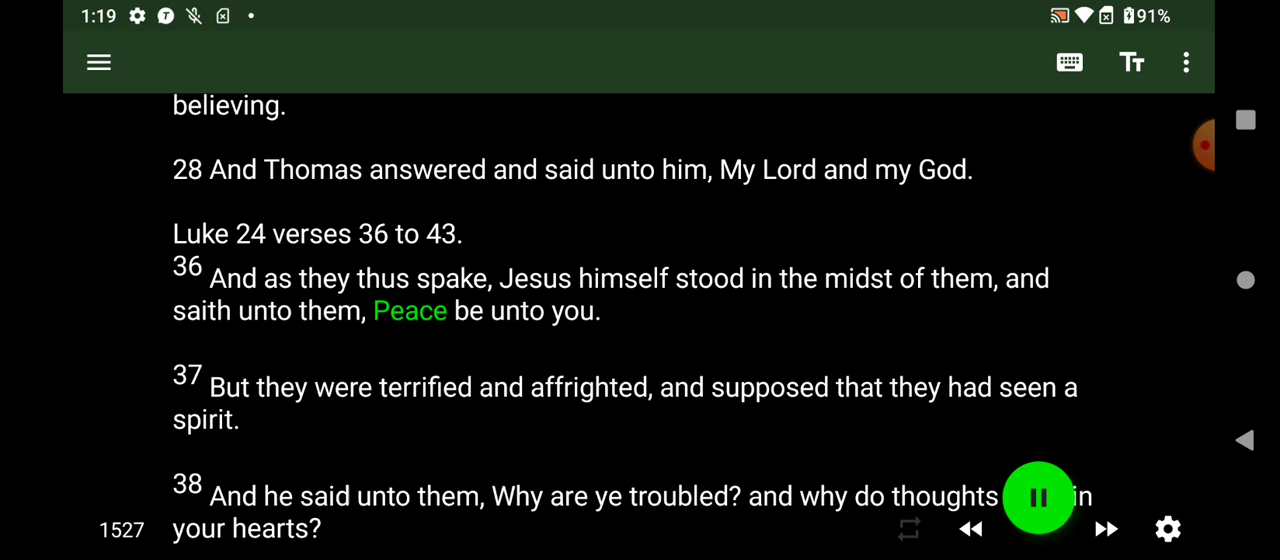 1:19 91%
believing.
28 And Thomas answered and said unto him, My Lord and my God.
Luke 24 verses 36 to 43.
36 And as they thus spake, Jesus himself stood in the midst of them, and
saith unto them, Peace be unto you.
37 But they were terrified and affrighted, and supposed that they had seen a
spirit.
38 And he said unto them, Why are ye troubled? and why do thoughts in
your hearts?
1527